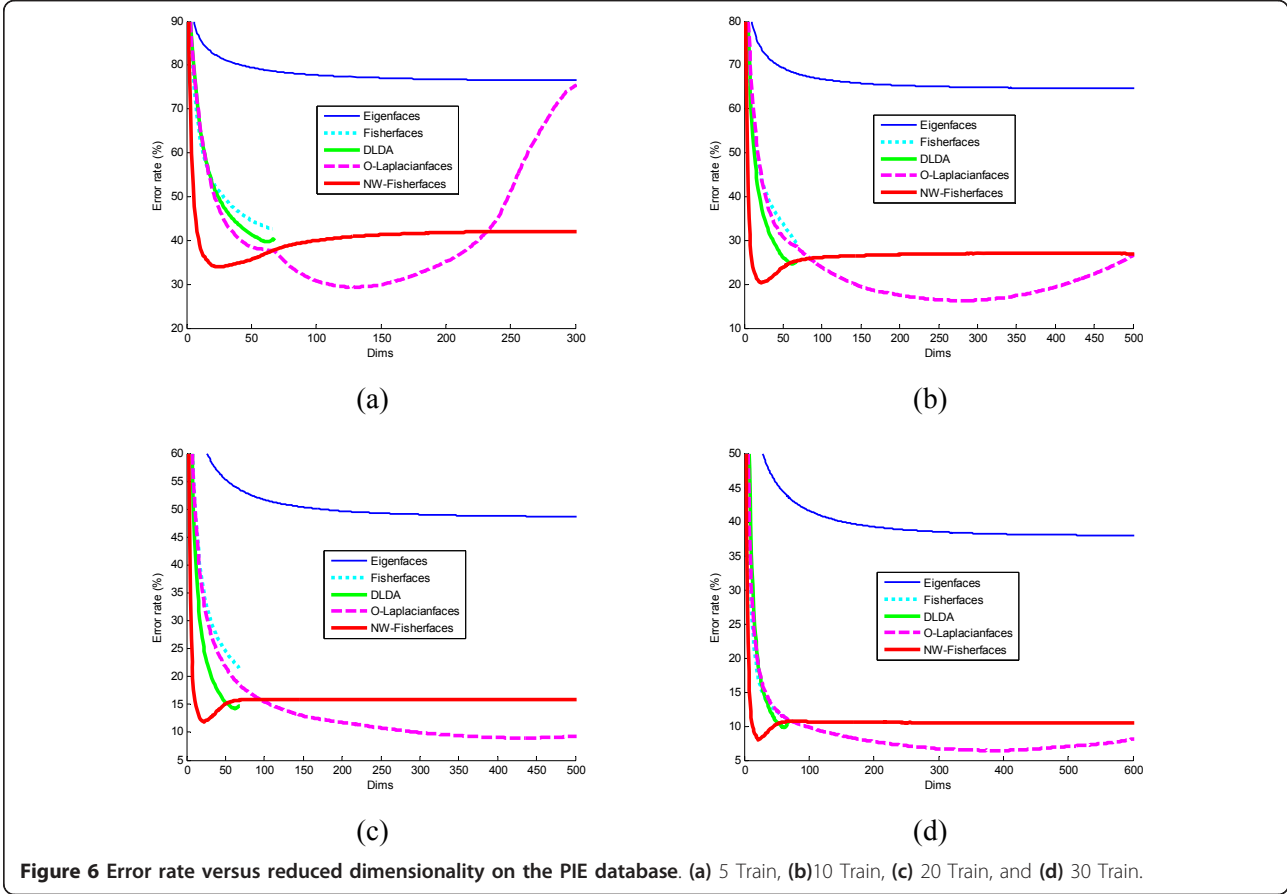 90
80
70
60
50
40
30
20
Error rate (%)
0 50 100 150 200 250 300
Dims
Eigenfaces
Fisherfaces
DLDA
O-Laplacianfaces
NW-Fisherfaces
(a)
80
70
60
50
40
30
20
10
Error rate (%)
0 50 100 150 200 250 300 350 400 450 500
Dims
Eigenfaces
Fisherfaces
DLDA
O-Laplacianfaces
NW-Fisherfaces
(b)
60
55
50
45
40
35
30
25
20
15
10
5
Error rate (%)
0 50 100 150 200 250 300 350 400 450 500
Dims
Eigenfaces
Fisherfaces
DLDA
O-Laplacianfaces
NW-Fisherfaces
(c)
50
45
40
35
30
25
20
15
10
5
Error rate (%)
0 100 200 300 400 500 600
Dims
Eigenfaces
Fisherfaces
DLDA
O-Laplacianfaces
NW-Fisherfaces
(d)
Figure 6 Error rate versus reduced dimensionality on the PIE database. (a) 5 Train, (b)10 Train, (c) 20 Train, and (d) 30 Train.